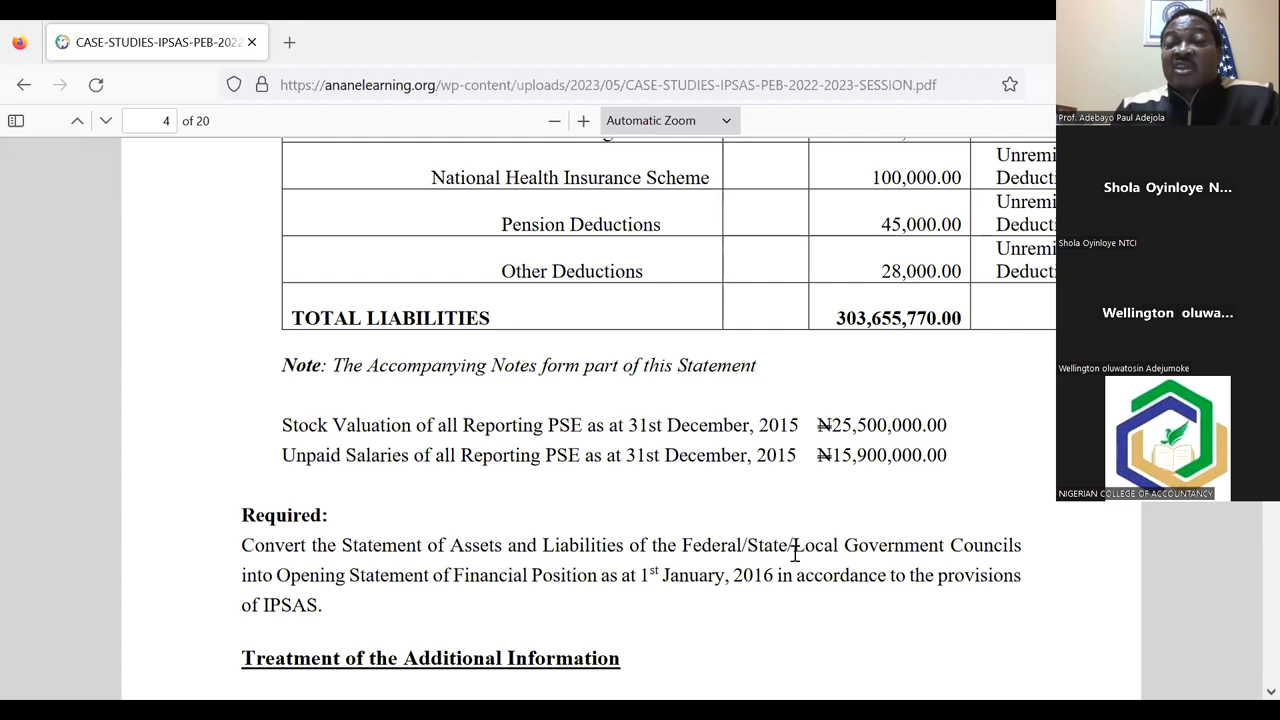 CASE-STUDIES-IPSAS-PEB-2022
https://ananelearning.org/wp-content/uploads/2023/05/CASE-STUDIES-IPSAS-PEB-2022-2023-SESSION.pdf
4 of 20
Automatic Zoom
National Health Insurance Scheme 100,000.00 Unremi
Deducti
Pension Deductions 45,000.00 Unremi
Deducti
Other Deductions 28,000.00 Unremi
Deducti
TOTAL LIABILITIES 303,655,770.00
Note: The Accompanying Notes form part of this Statement
Stock Valuation of all Reporting PSE as at 31st December, 2015 ₦25,500,000.00
Unpaid Salaries of all Reporting PSE as at 31st December, 2015 ₦15,900,000.00
Required:
Convert the Statement of Assets and Liabilities of the Federal/State/Local Government Councils
into Opening Statement of Financial Position as at 1st January, 2016 in accordance to the provisions
of IPSAS.
Treatment of the Additional Information
Prof. Adebayo Paul Adejola
Shola Oyinloye N...
Shola Oyinloye NTCI
Wellington oluwa...
Wellington oluwatosin Adejumoke
NIGERIAN COLLEGE OF ACCOUNTANCY